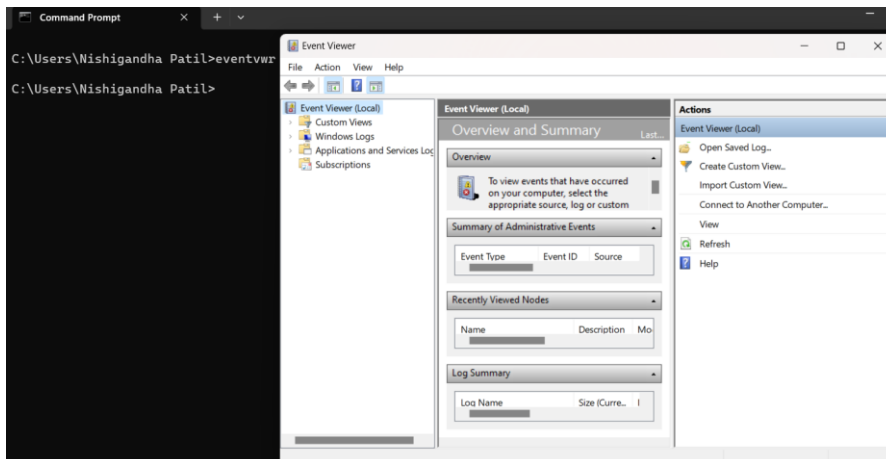 Command Prompt
C:\Users\Nishigandha Patil>eventvwr
C:\Users\Nishigandha Patil>
Event Viewer
File Action View Help
Event Viewer (Local)
Custom Views
Windows Logs
Applications and Services Log
Subscriptions
Event Viewer (Local)
Overview and Summary Last...
Overview
To view events that have occurred
on your computer, select the
appropriate source, log or custom
Summary of Administrative Events
Event Type Event ID Source
Recently Viewed Nodes
Name Description Mo
Log Summary
Log Name Size (Curre...
Actions
Event Viewer (Local)
Open Saved Log...
Create Custom View...
Import Custom View...
Connect to Another Computer...
View
Refresh
Help